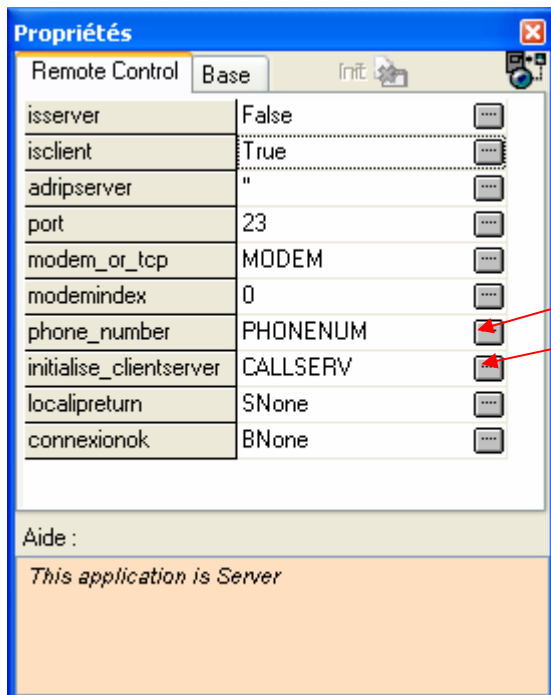 Propriétés
Remote Control Base Init
isserver False
isclient True
adripserver "
port 23
modem_or_tcp MODEM
modemindex 0
phone_number PHONENUM
initialise_clientserver CALLSERV
localipreturn SNone
connexionok BNone
Aide :
This application is Server